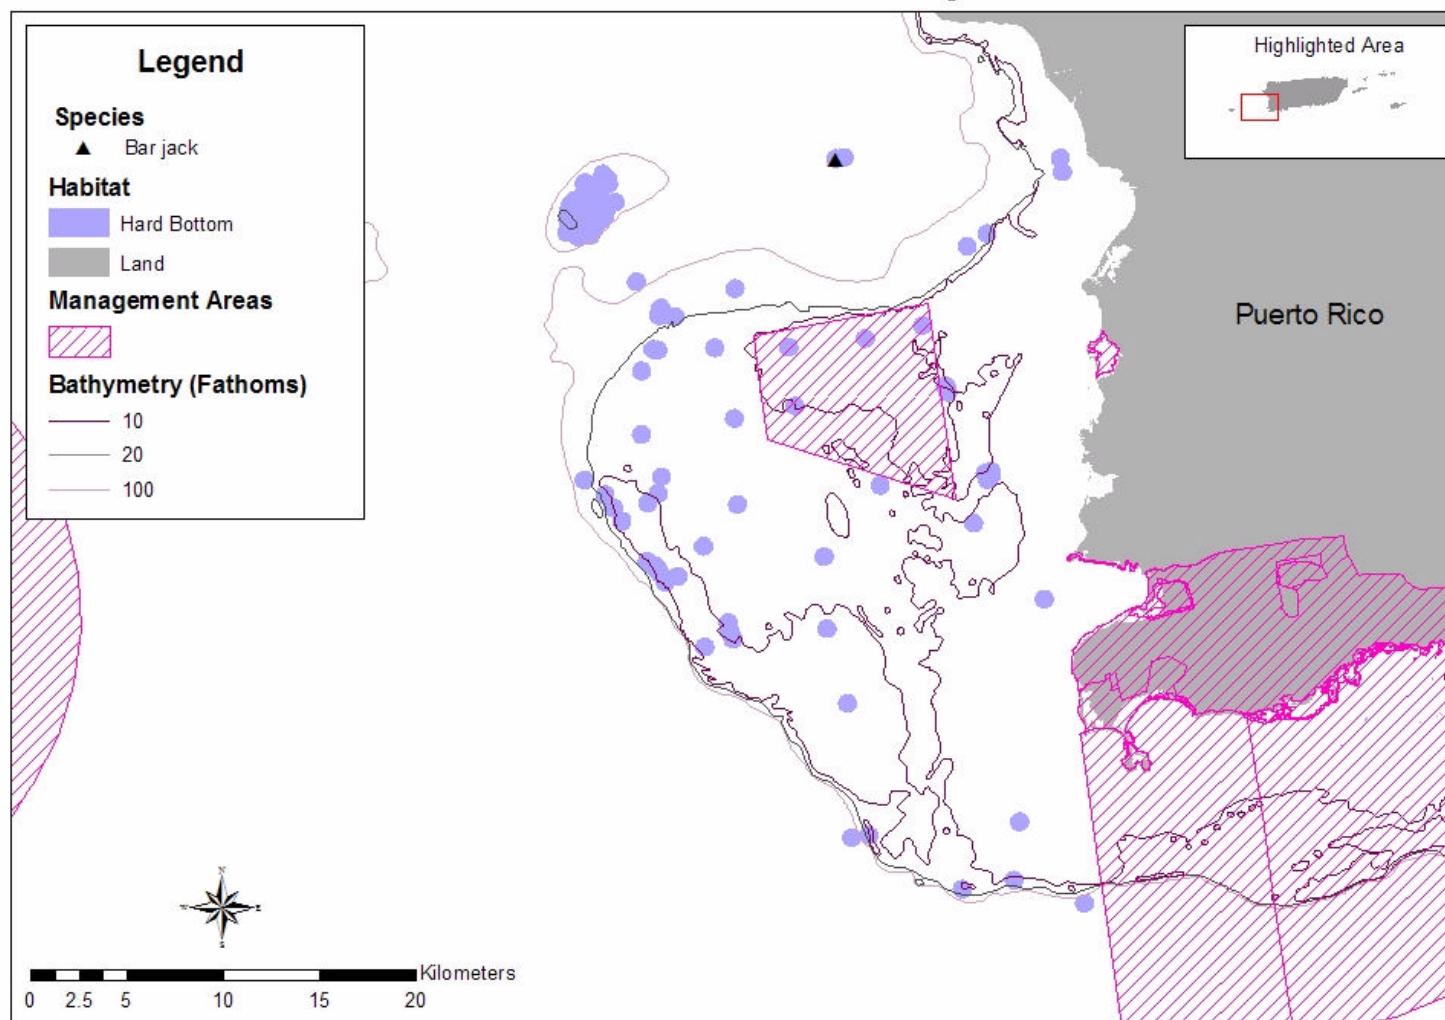 Legend
Species
Bar jack
Habitat
Hard Bottom
Land
Management Areas
Bathymetry (Fathoms)
10
20
100
Highlighted Area
Puerto Rico
N
W
E
S
Kilometers
0 2.5 5 10 15 20